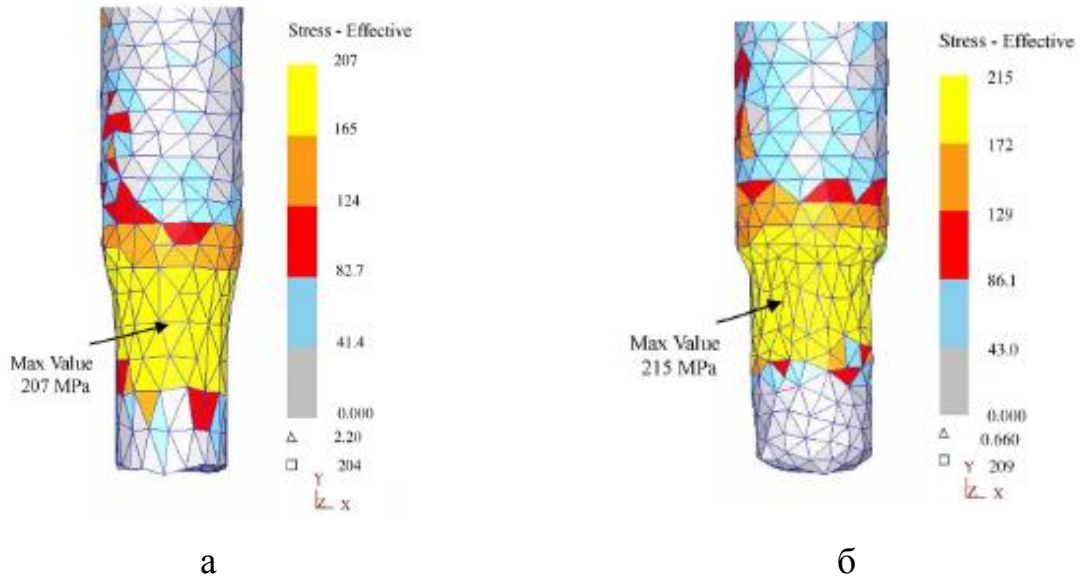 Stress - Effective
207
165
124
82.7
41.4
0.000
2.20
204
Y
Z X
Max Value
207 MPa
а
Stress - Effective
215
172
129
86.1
43.0
0.000
0.660
209
Y
Z X
Max Value
215 MPa
б